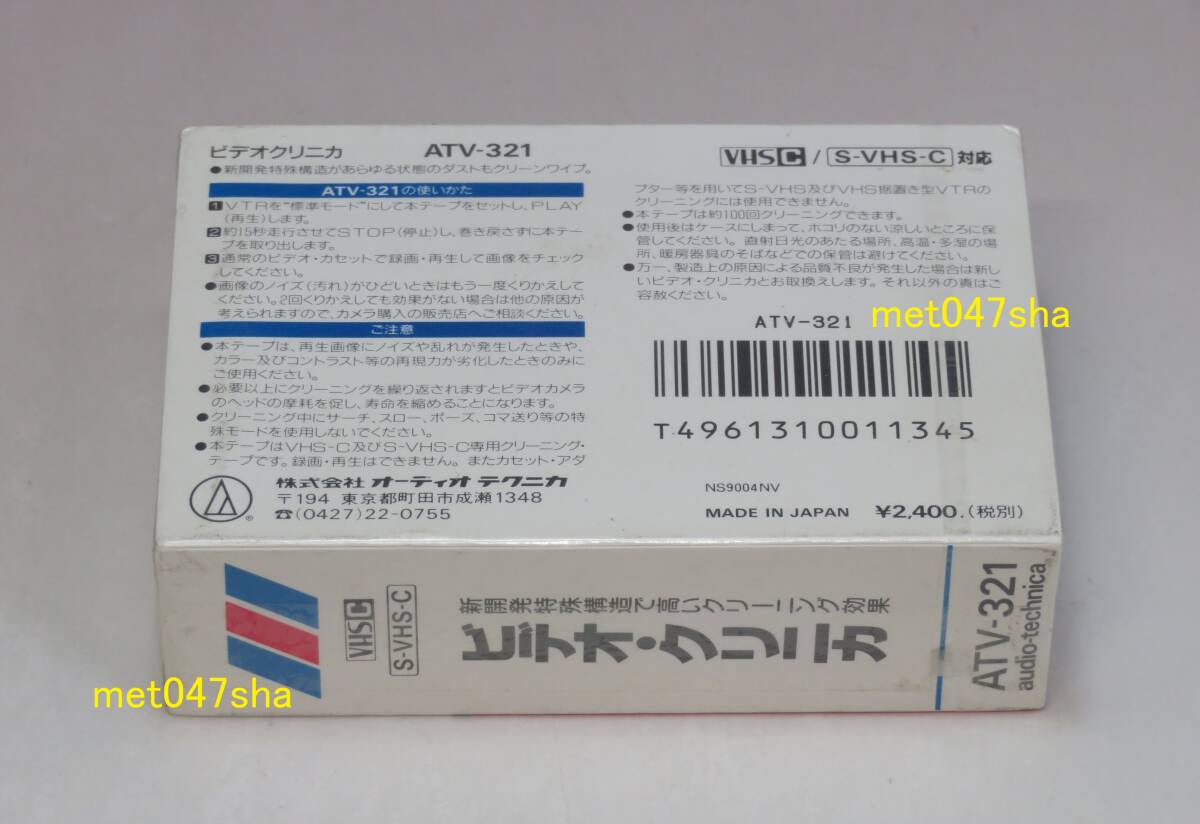 ビデオクリニカ ATV-321
●新開発特殊構造があらゆる状態のダストもクリーンワイプ。
ATV-321の使いかた
1 VTRを"標準モード"にして本テープをセットし、PLAY
(再生)します。
2 約15秒走行させてSTOP(停止)し、巻き戻さずに本テー
プを取り出します。
3 通常のビデオ・カセットで録画・再生して画像をチェック
してください。
●画像のノイズ(汚れ)がひどいときはもう一度くりかえして
ください。2回くりかえしても効果がない場合は他の原因が
考えられますので、カメラ購入の販売店へご相談ください。
ご注意
●本テープは、再生画像にノイズや乱れが発生したときや、
カラー及びコントラスト等の再現力が劣化したときのみに
ご使用ください。
●必要以上にクリーニングを繰り返されますとビデオカメラ
のヘッドの摩耗を促し、寿命を縮めることになります。
●クリーニング中にサーチ、スロー、ポーズ、コマ送り等の特
殊モードを使用しないでください。
●本テープはVHS-C及びS-VHS-C専用クリーニング・
テープです。録画・再生はできません。またカセット・アダ
株式会社 オーディオ テクニカ
〒194 東京都町田市成瀬1348
☎(0427)22-0755
VHS C / S-VHS-C 対応
プター等を用いてS-VHS及びVHS据置き型VTRの
クリーニングには使用できません。
●本テープは約100回クリーニングできます。
●使用後はケースにしまって、ホコリのない涼しいところに保
管してください。直射日光のあたる場所、高温・多湿の場
所、暖房器具のそばなどでの保管は避けてください。
●万一、製造上の原因による品質不良が発生した場合は新し
いビデオ・クリニカとお取換えします。それ以外の責はご
容赦ください。
ATV-321
met047sha
T4961310011345
NS9004NV
MADE IN JAPAN ¥2,400.(税別)
VHS C
S-VHS-C
新開発特殊構造で高いクリーニング効果
ビデオ・クリニカ
ATV-321
audio-technica
met047sha